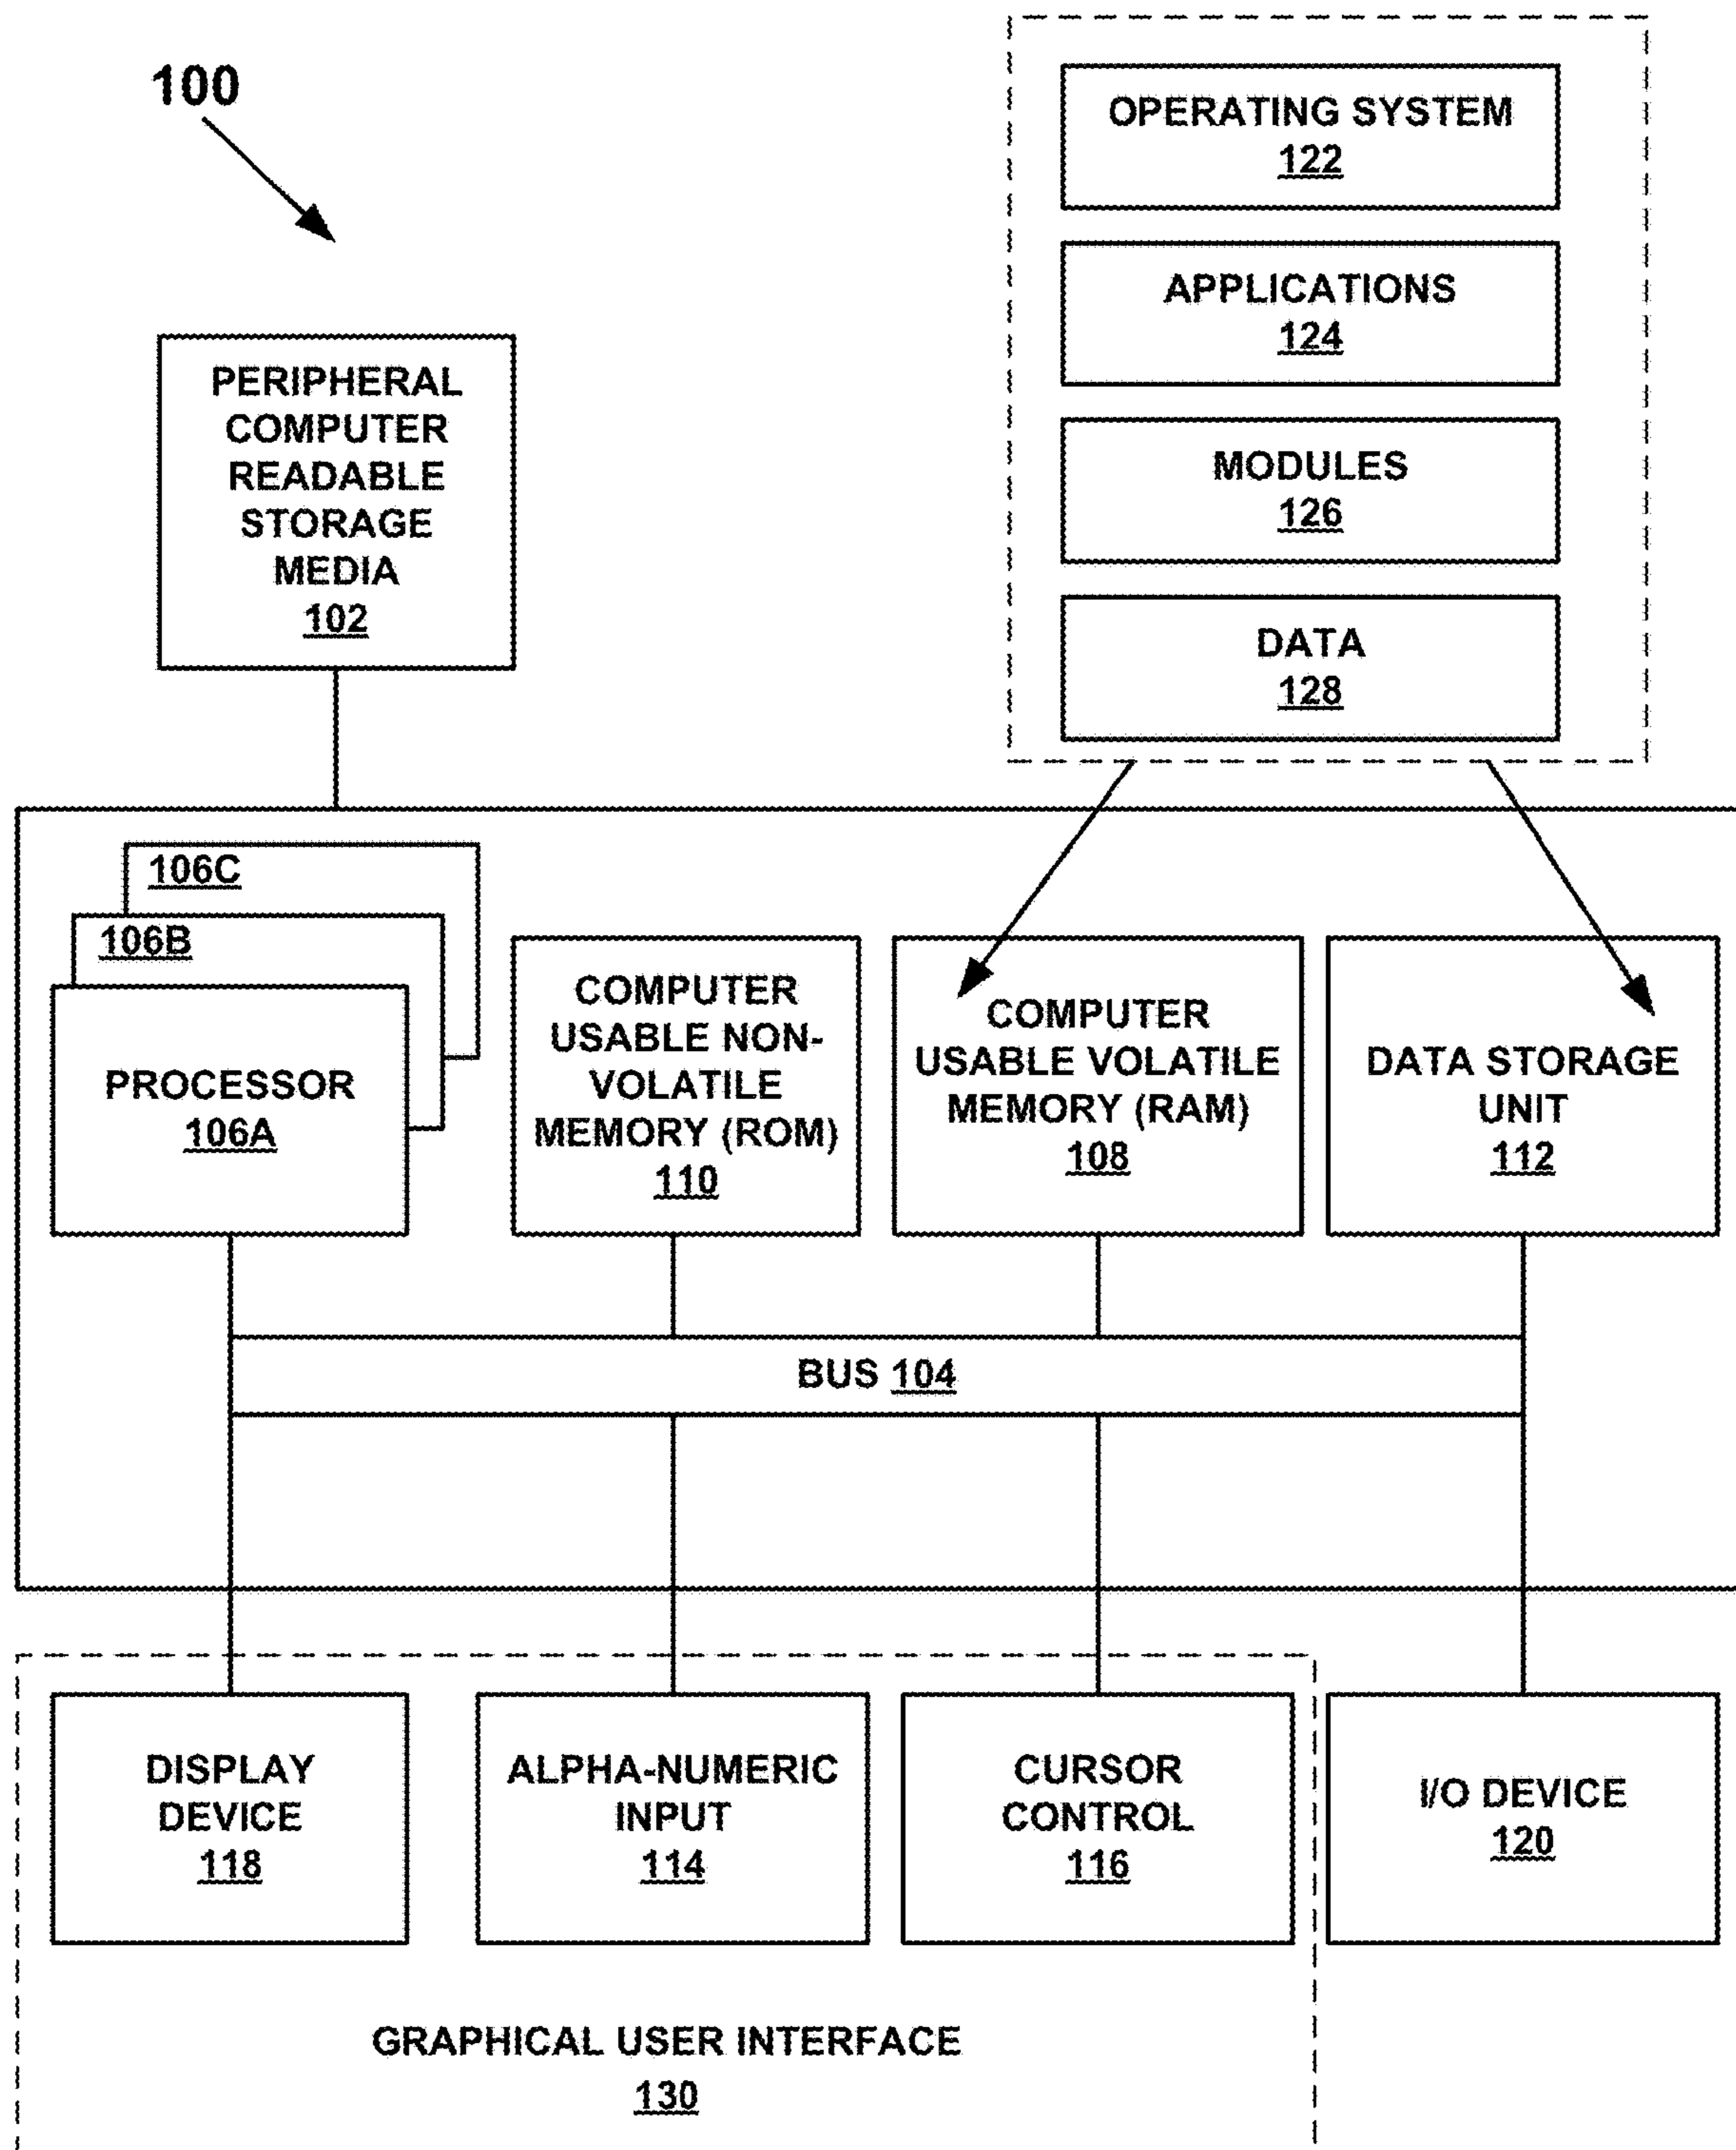 100
OPERATING SYSTEM
122
APPLICATIONS
124
MODULES
126
DATA
128
PERIPHERAL
COMPUTER
READABLE
STORAGE
MEDIA
102
106C
106B
PROCESSOR
106A
COMPUTER
USABLE NON-
VOLATILE
MEMORY (ROM)
110
COMPUTER
USABLE VOLATILE
MEMORY (RAM)
108
DATA STORAGE
UNIT
112
BUS 104
DISPLAY
DEVICE
118
ALPHA-NUMERIC
INPUT
114
CURSOR
CONTROL
116
I/O DEVICE
120
GRAPHICAL USER INTERFACE
130